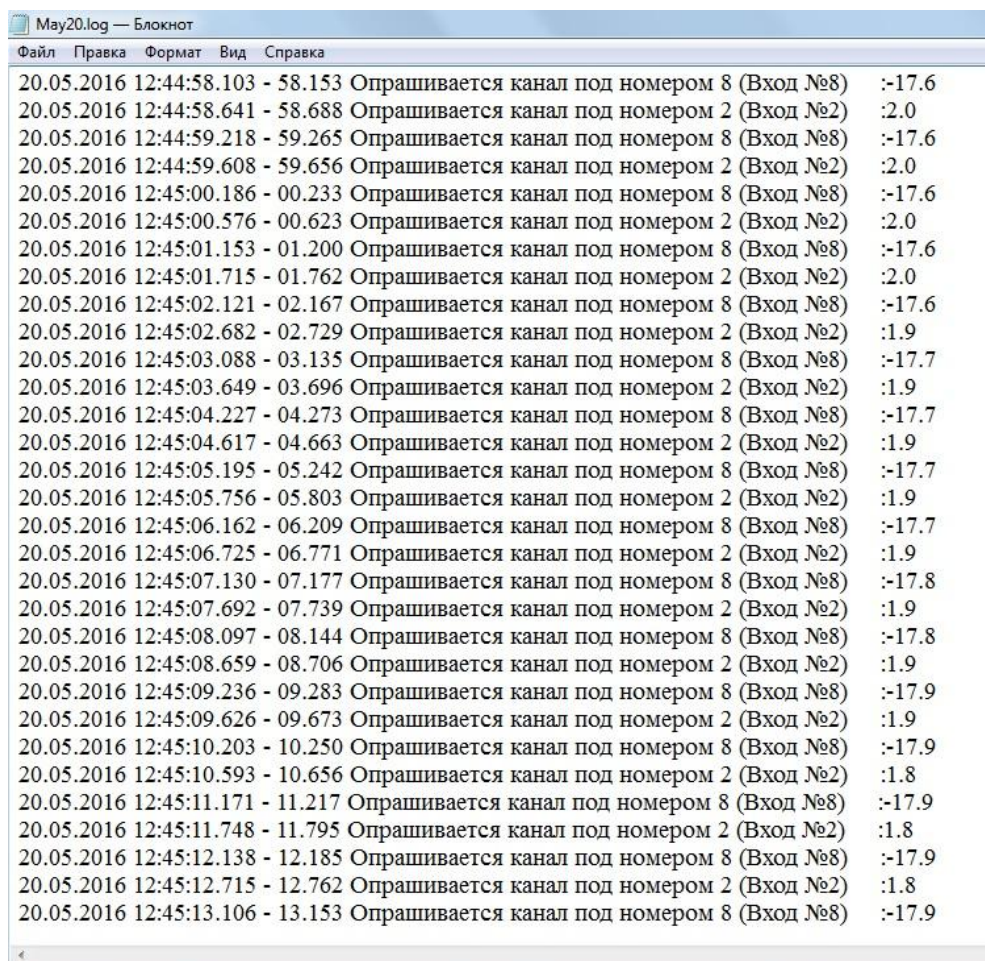 May20.log — Блокнот
Файл Правка Формат Вид Справка
20.05.2016 12:44:58.103 - 58.153 Опрашивается канал под номером 8 (Вход №8) :-17.6
20.05.2016 12:44:58.641 - 58.688 Опрашивается канал под номером 2 (Вход №2) :2.0
20.05.2016 12:44:59.218 - 59.265 Опрашивается канал под номером 8 (Вход №8) :-17.6
20.05.2016 12:44:59.608 - 59.656 Опрашивается канал под номером 2 (Вход №2) :2.0
20.05.2016 12:45:00.186 - 00.233 Опрашивается канал под номером 8 (Вход №8) :-17.6
20.05.2016 12:45:00.576 - 00.623 Опрашивается канал под номером 2 (Вход №2) :2.0
20.05.2016 12:45:01.153 - 01.200 Опрашивается канал под номером 8 (Вход №8) :-17.6
20.05.2016 12:45:01.715 - 01.762 Опрашивается канал под номером 2 (Вход №2) :2.0
20.05.2016 12:45:02.121 - 02.167 Опрашивается канал под номером 8 (Вход №8) :-17.6
20.05.2016 12:45:02.682 - 02.729 Опрашивается канал под номером 2 (Вход №2) :1.9
20.05.2016 12:45:03.088 - 03.135 Опрашивается канал под номером 8 (Вход №8) :-17.7
20.05.2016 12:45:03.649 - 03.696 Опрашивается канал под номером 2 (Вход №2) :1.9
20.05.2016 12:45:04.227 - 04.273 Опрашивается канал под номером 8 (Вход №8) :-17.7
20.05.2016 12:45:04.617 - 04.663 Опрашивается канал под номером 2 (Вход №2) :1.9
20.05.2016 12:45:05.195 - 05.242 Опрашивается канал под номером 8 (Вход №8) :-17.7
20.05.2016 12:45:05.756 - 05.803 Опрашивается канал под номером 2 (Вход №2) :1.9
20.05.2016 12:45:06.162 - 06.209 Опрашивается канал под номером 8 (Вход №8) :-17.7
20.05.2016 12:45:06.725 - 06.771 Опрашивается канал под номером 2 (Вход №2) :1.9
20.05.2016 12:45:07.130 - 07.177 Опрашивается канал под номером 8 (Вход №8) :-17.8
20.05.2016 12:45:07.692 - 07.739 Опрашивается канал под номером 2 (Вход №2) :1.9
20.05.2016 12:45:08.097 - 08.144 Опрашивается канал под номером 8 (Вход №8) :-17.8
20.05.2016 12:45:08.659 - 08.706 Опрашивается канал под номером 2 (Вход №2) :1.9
20.05.2016 12:45:09.236 - 09.283 Опрашивается канал под номером 8 (Вход №8) :-17.9
20.05.2016 12:45:09.626 - 09.673 Опрашивается канал под номером 2 (Вход №2) :1.9
20.05.2016 12:45:10.203 - 10.250 Опрашивается канал под номером 8 (Вход №8) :-17.9
20.05.2016 12:45:10.593 - 10.656 Опрашивается канал под номером 2 (Вход №2) :1.8
20.05.2016 12:45:11.171 - 11.217 Опрашивается канал под номером 8 (Вход №8) :-17.9
20.05.2016 12:45:11.748 - 11.795 Опрашивается канал под номером 2 (Вход №2) :1.8
20.05.2016 12:45:12.138 - 12.185 Опрашивается канал под номером 8 (Вход №8) :-17.9
20.05.2016 12:45:12.715 - 12.762 Опрашивается канал под номером 2 (Вход №2) :1.8
20.05.2016 12:45:13.106 - 13.153 Опрашивается канал под номером 8 (Вход №8) :-17.9